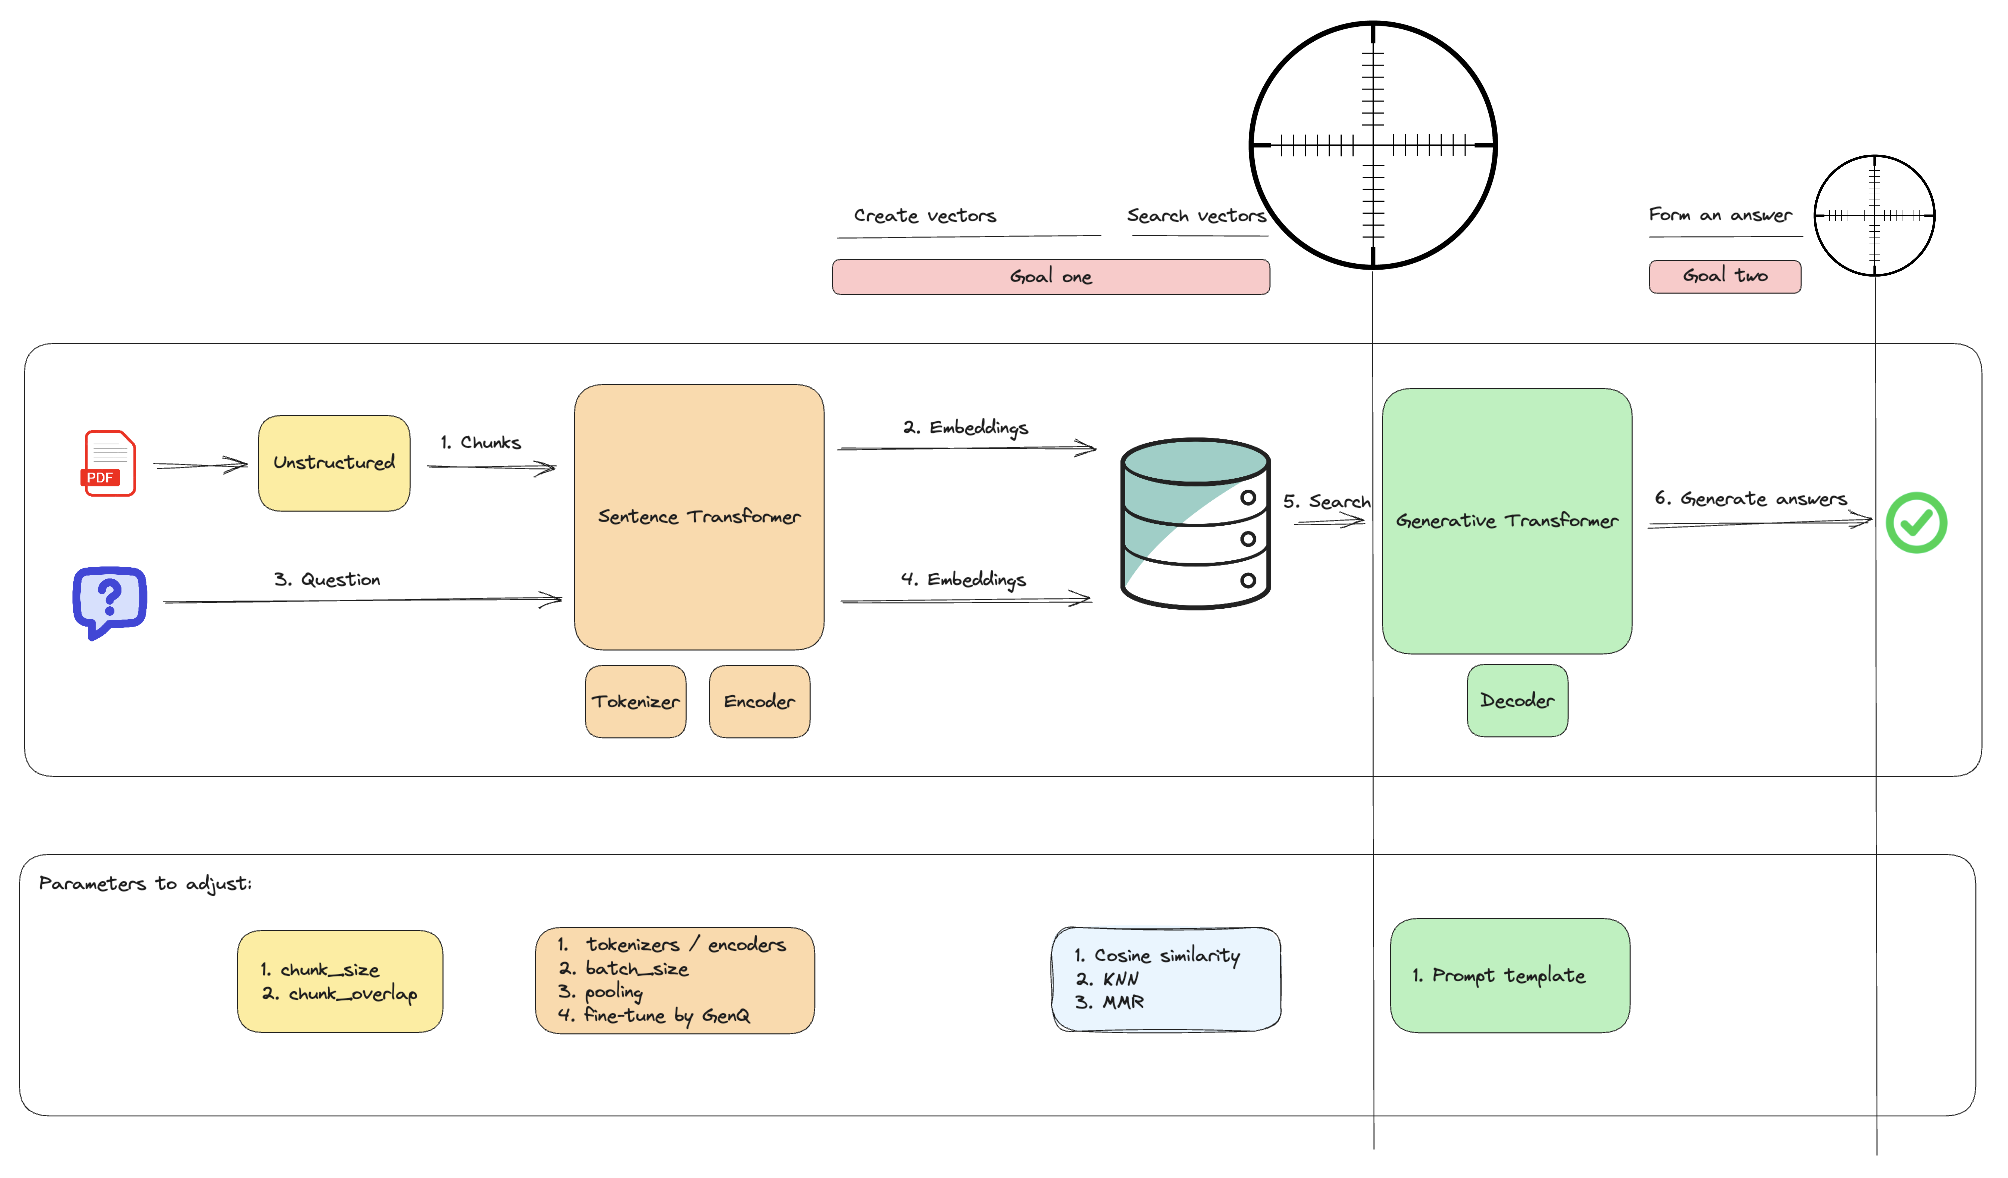 Create vectors
Search vectors
Form an answer
Goal one
Goal two
PDF
Unstructured
1. Chunks
Sentence Transformer
2. Embeddings
3. Question
4. Embeddings
5. Search
Generative Transformer
6. Generate answers
Tokenizer
Encoder
Decoder
Parameters to adjust:
1. chunk_size
2. chunk_overlap
1. tokenizers / encoders
2. batch_size
3. pooling
4. fine-tune by GenQ
1. Cosine similarity
2. KNN
3. MMR
1. Prompt template